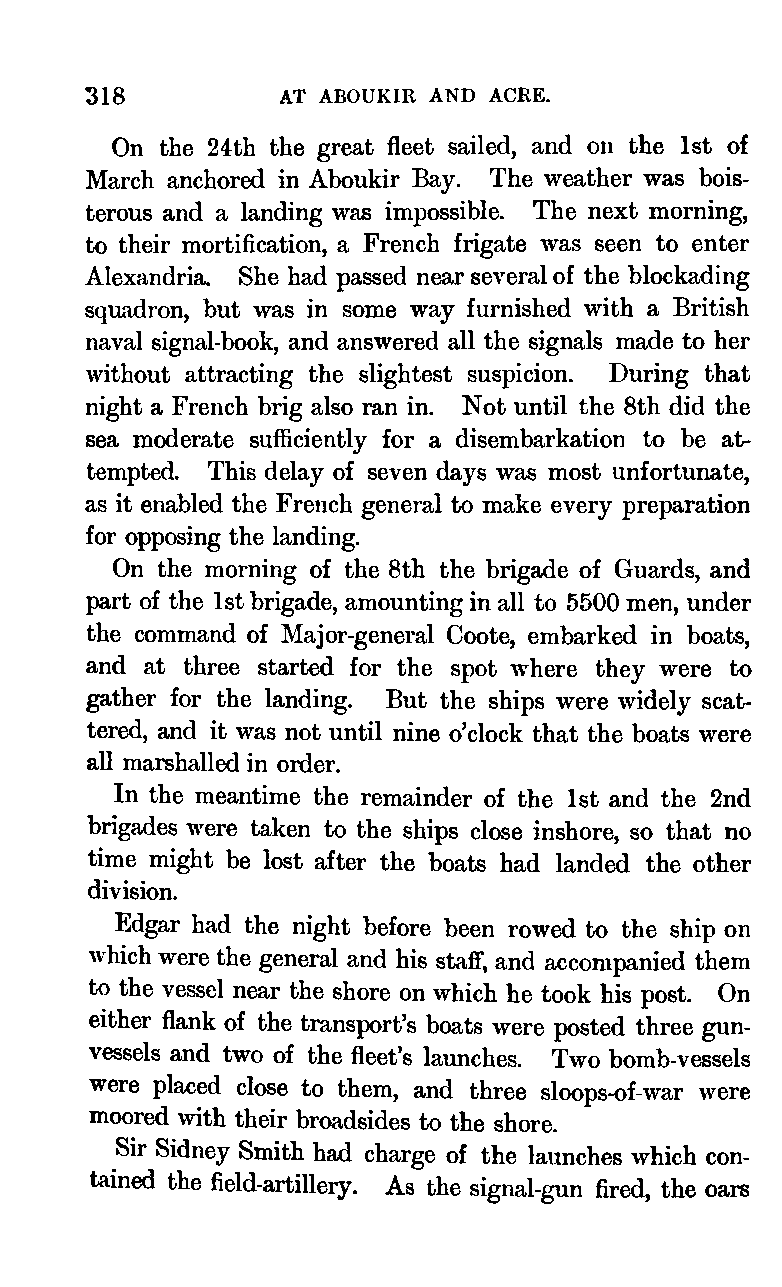 318 AT ABOUKIR AND ACRE.
On the 24th the great fleet sailed, and on the 1st of
March anchored in Aboukir Bay. The weather was bois-
terous and a landing was impossible. The next morning,
to their mortification, a French frigate was seen to enter
Alexandria. She had passed near several of the blockading
squadron, but was in some way furnished with a British
naval signal-book, and answered all the signals made to her
without attracting the slightest suspicion. During that
night a French brig also ran in. Not until the 8th did the
sea moderate sufficiently for a disembarkation to be at-
tempted. This delay of seven days was most unfortunate,
as it enabled the French general to make every preparation
for opposing the landing.
On the morning of the 8th the brigade of Guards, and
part of the 1st brigade, amounting in all to 5500 men, under
the command of Major-general Coote, embarked in boats,
and at three started for the spot where they were to
gather for the landing. But the ships were widely scat-
tered, and it was not until nine o'clock that the boats were
all marshalled in order.
In the meantime the remainder of the 1st and the 2nd
brigades were taken to the ships close inshore, so that no
time might be lost after the boats had landed the other
division.
Edgar had the night before been rowed to the ship on
which were the general and his staff, and accompanied them
to the vessel near the shore on which he took his post. On
either flank of the transport's boats were posted three gun-
vessels and two of the fleet's launches. Two bomb-vessels
were placed close to them, and three sloops-of-war were
moored with their broadsides to the shore.
Sir Sidney Smith had charge of the launches which con-
tained the field-artillery. As the signal-gun fired, the oars